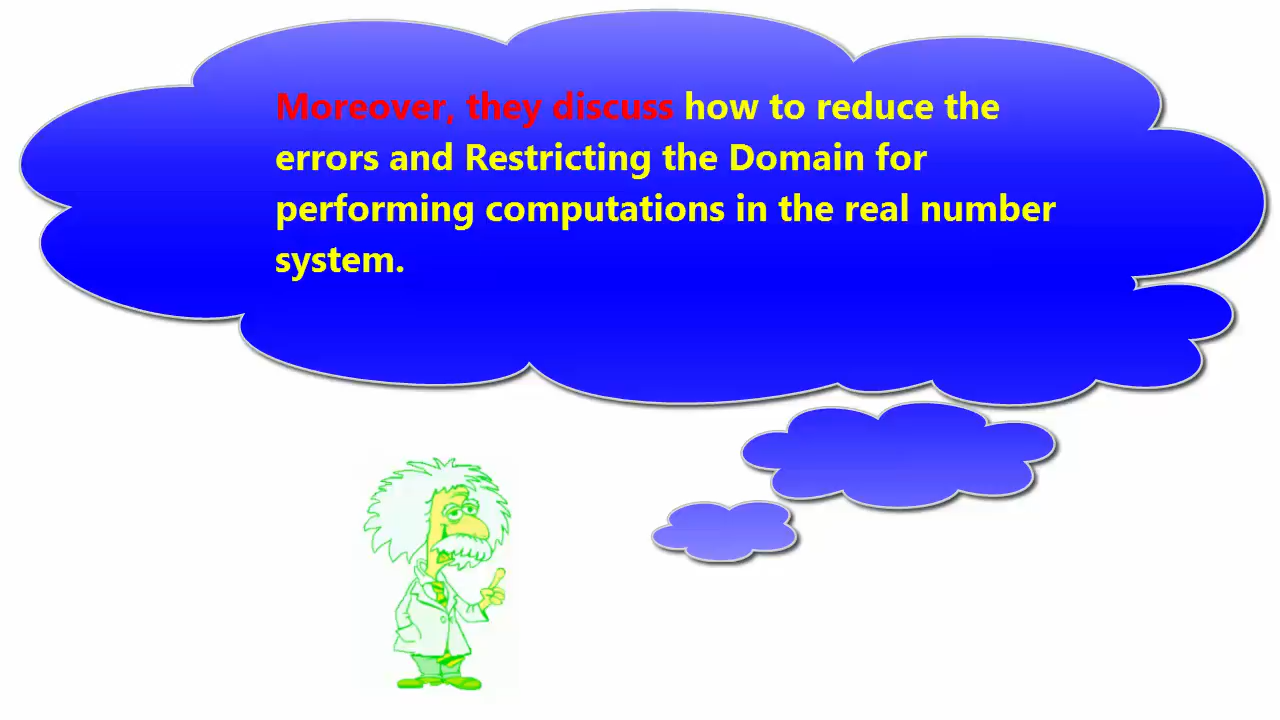 Moreover, they discuss how to reduce the
errors and Restricting the Domain for
performing computations in the real number
system.